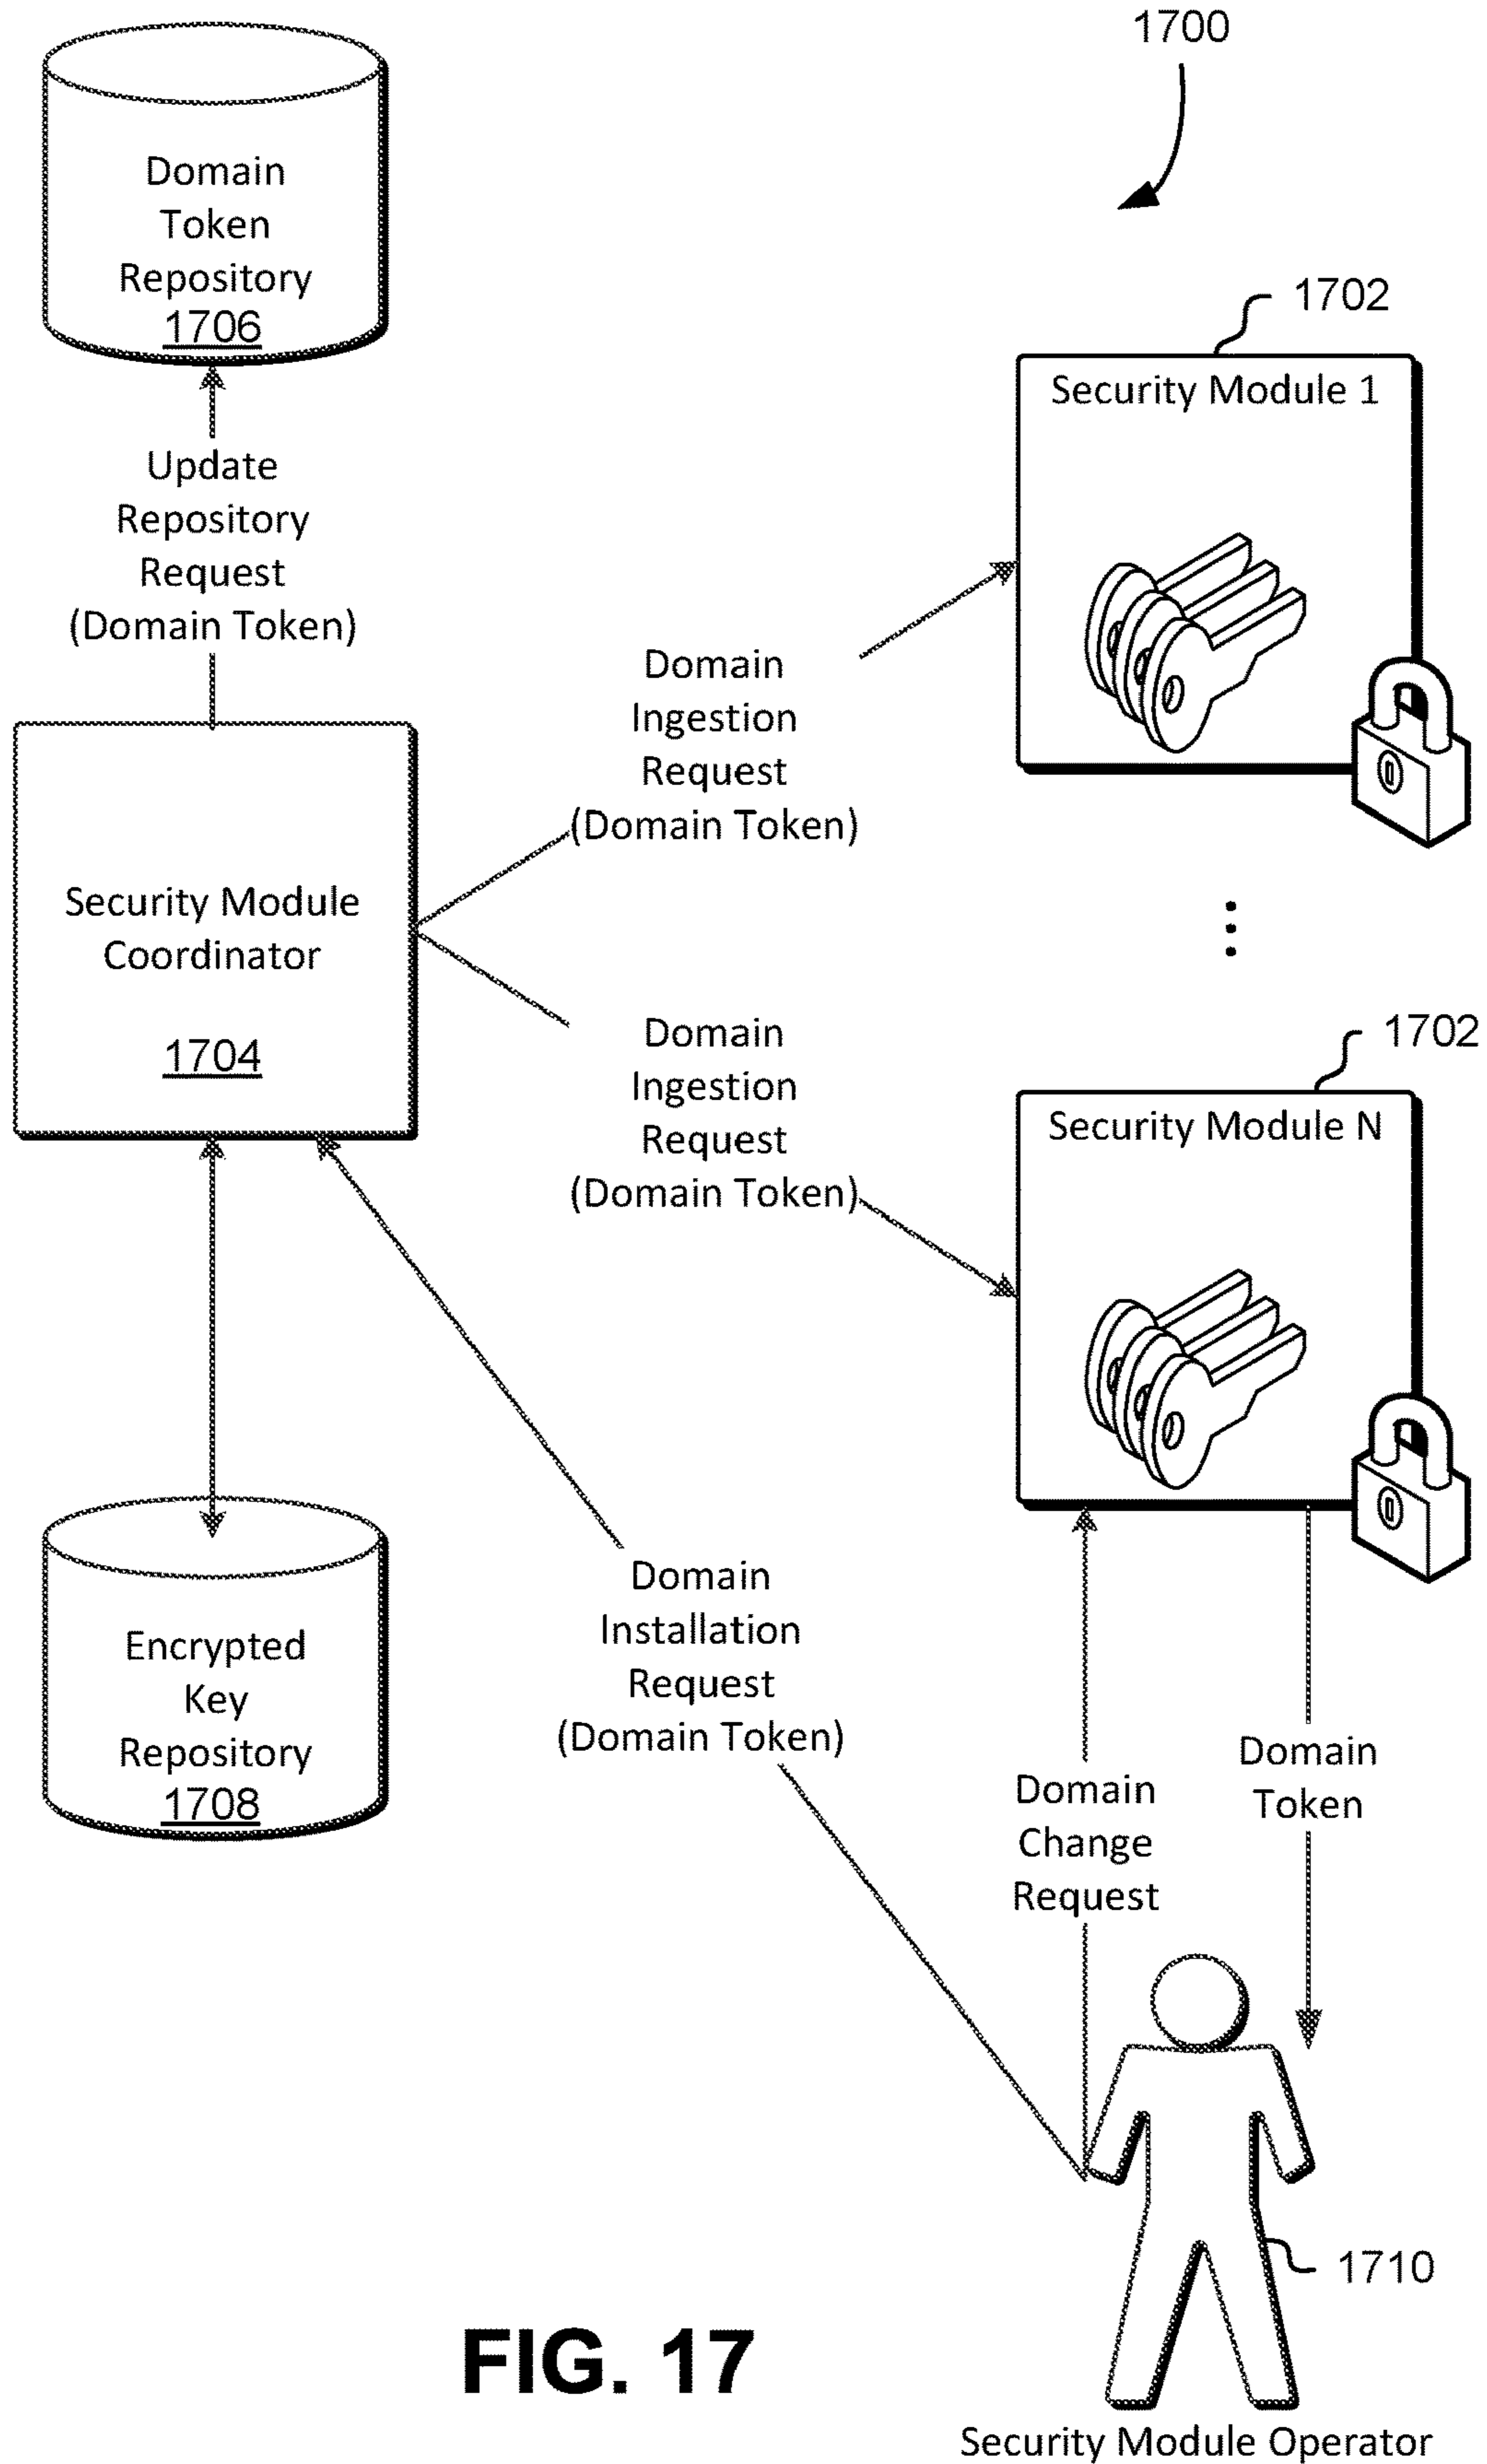 1700
Domain
Token
Repository
1706
1702
Security Module 1
Update
Repository
Request
(Domain Token)
Domain
Ingestion
Request
(Domain Token)
Security Module
Coordinator
1704
Domain
Ingestion
Request
(Domain Token)
1702
Security Module N
Domain
Installation
Request
(Domain Token)
Encrypted
Key
Repository
1708
Domain
Change
Request
Domain
Token
1710
FIG. 17
Security Module Operator